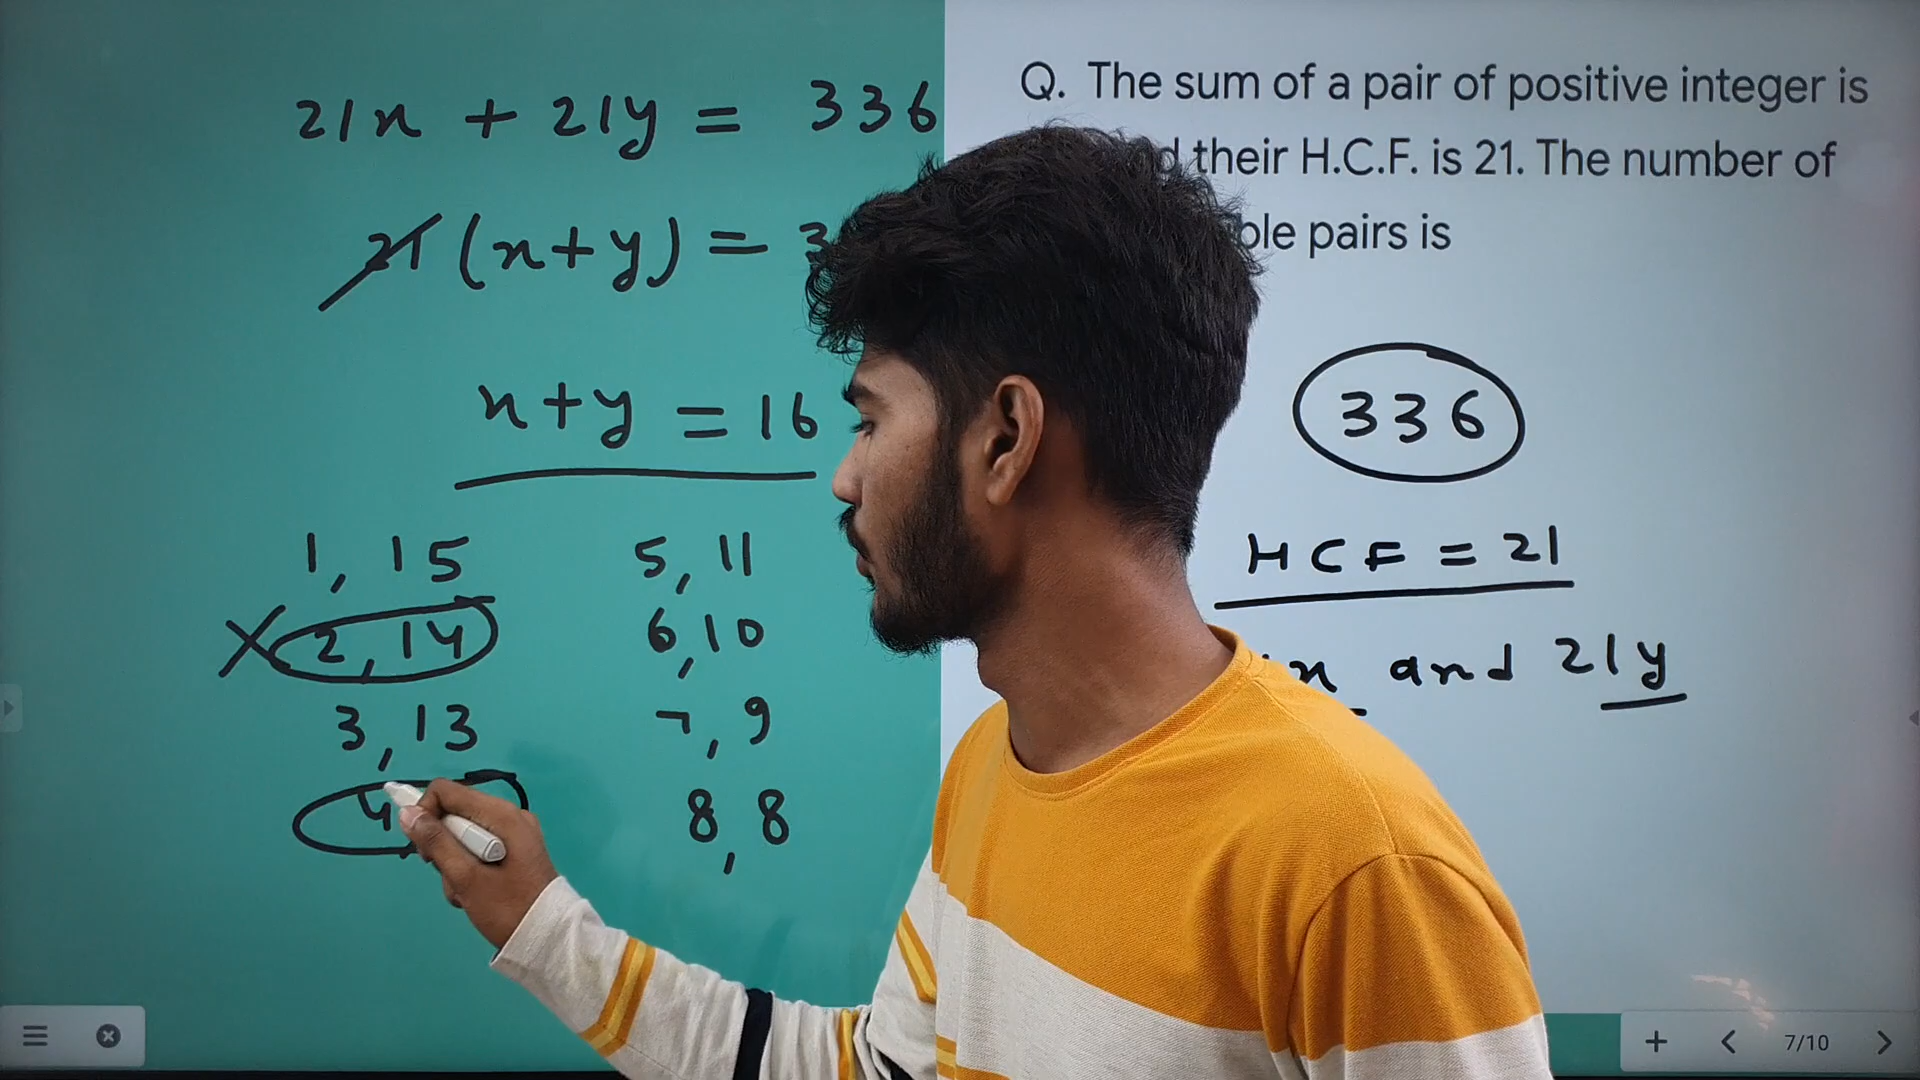 21x + 21y = 336
21 (x+y) = 3
x+y = 16
1, 15
2, 14
3, 13
4
5, 11
6, 10
7, 9
8, 8
Q. The sum of a pair of positive integer is
their H.C.F. is 21. The number of
pairs is
336
HCF = 21
x and 21y
7/10